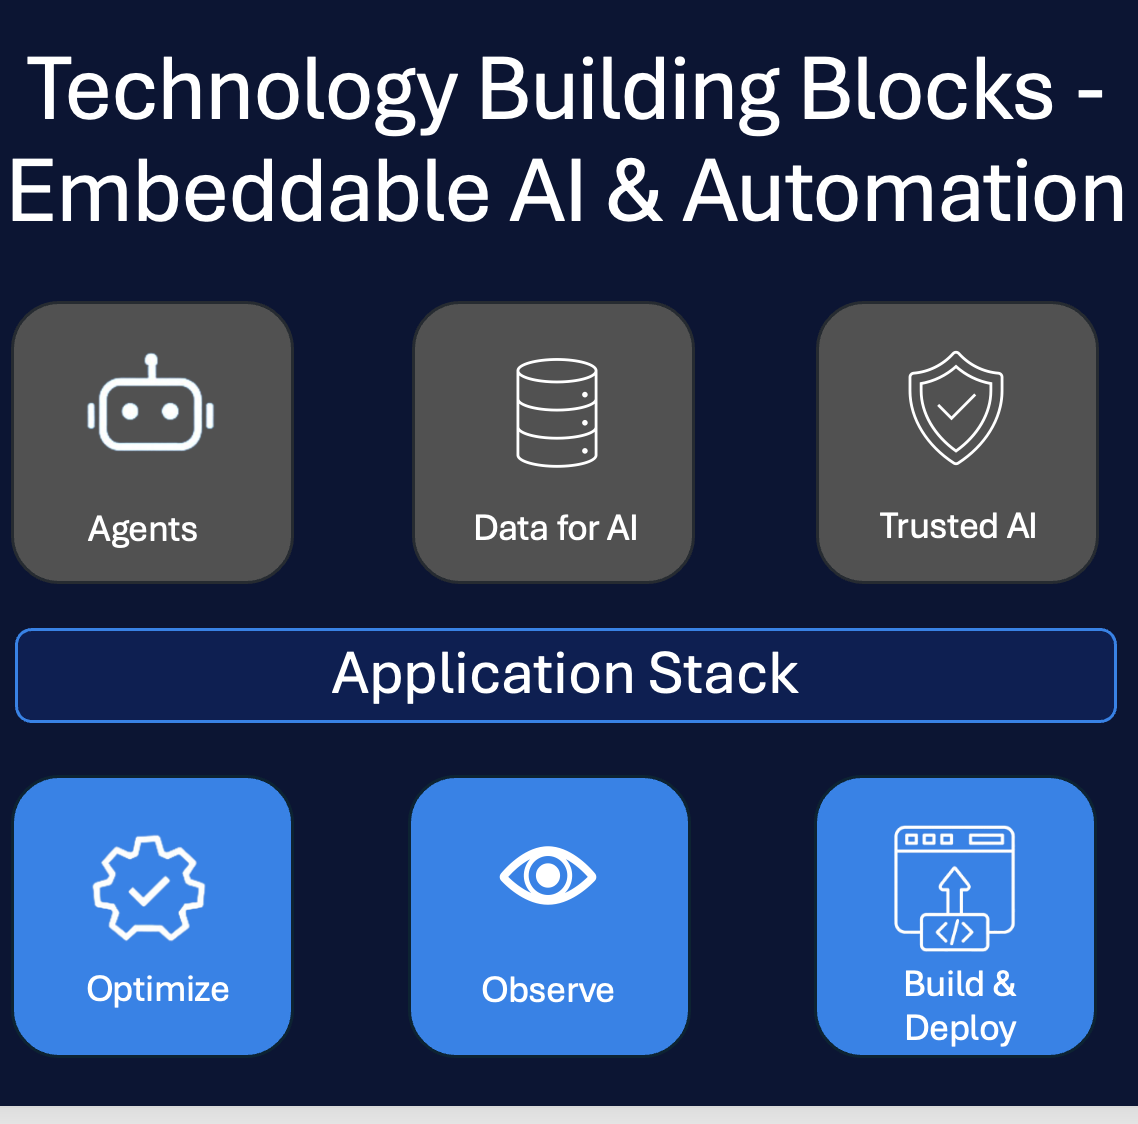 Technology Building Blocks -
Embeddable AI & Automation
Agents
Data for AI
Trusted AI
Application Stack
Optimize
Observe
</>
Build &
Deploy